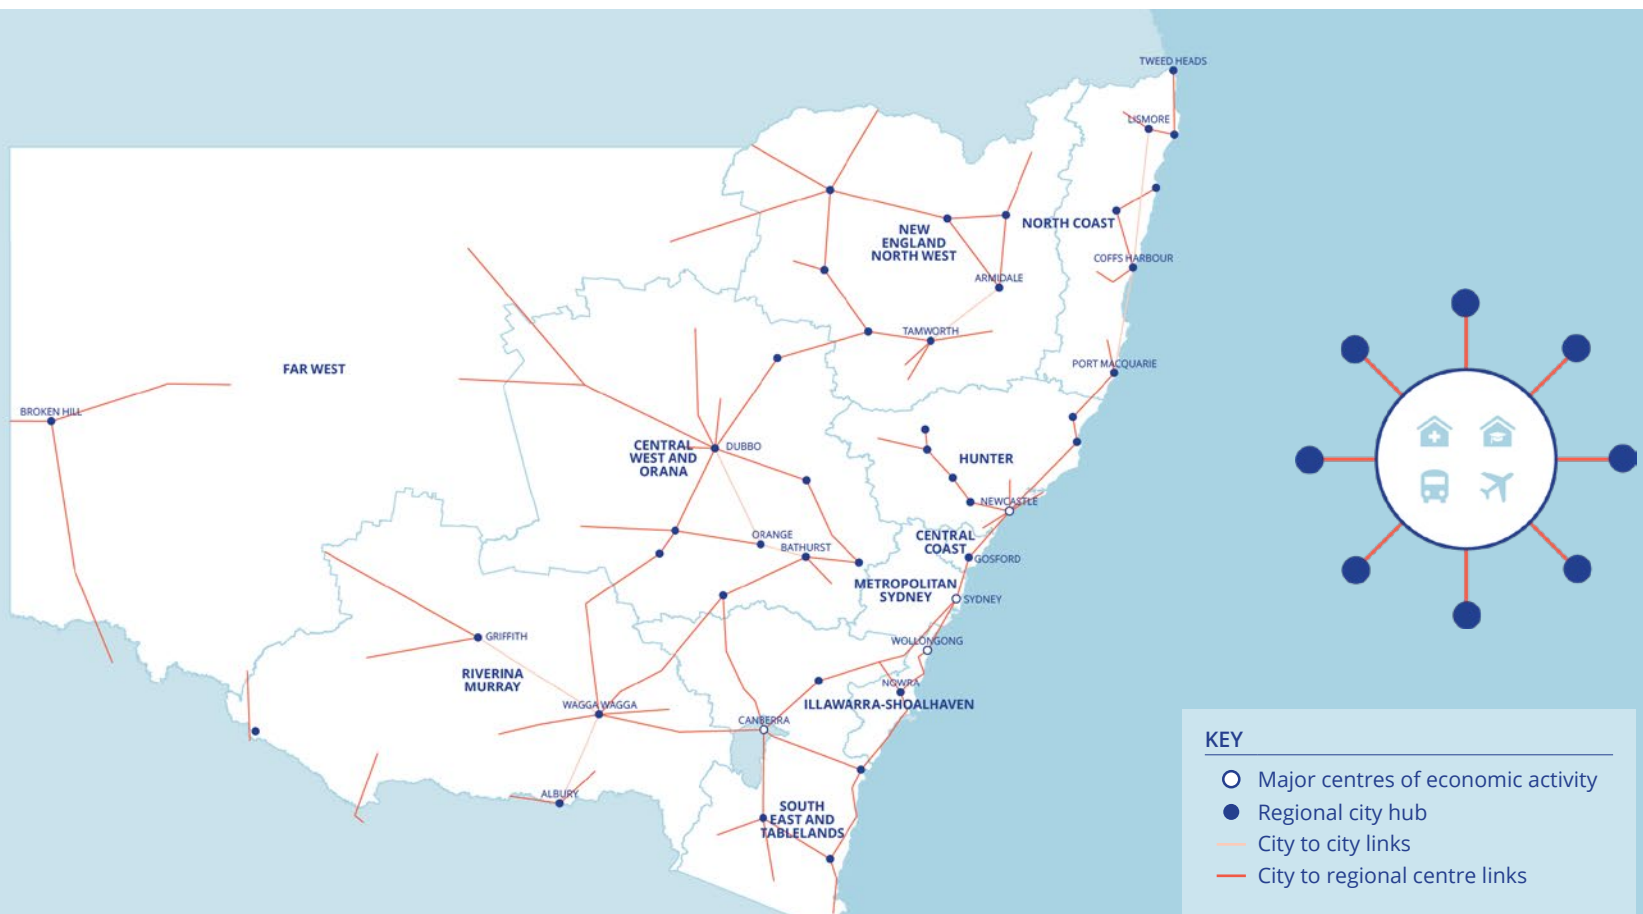 TWEED HEADS
LISMORE
NORTH COAST
NEW
ENGLAND
NORTH WEST
COFFS HARBOUR
ARMIDALE
TAMWORTH
PORT MACQUARIE
FAR WEST
BROKEN HILL
CENTRAL
WEST AND
ORANA
DUBBO
HUNTER
NEWCASTLE
ORANGE
BATHURST
CENTRAL
COAST
GOSFORD
METROPOLITAN
SYDNEY
SYDNEY
GRIFFITH
WOLLONGONG
RIVERINA
MURRAY
NOWRA
WAGGA WAGGA
ILLAWARRA-SHOALHAVEN
CANBERRA
ALBURY
SOUTH
EAST AND
TABLELANDS
KEY
Major centres of economic activity
Regional city hub
City to city links
City to regional centre links